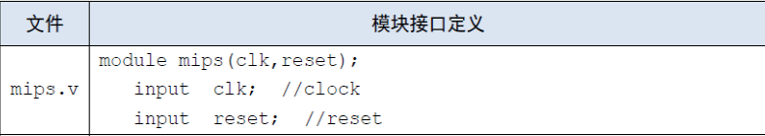 文件 模块接口定义
module mips(clk,reset);
mips.v input clk; //clock
input reset; //reset